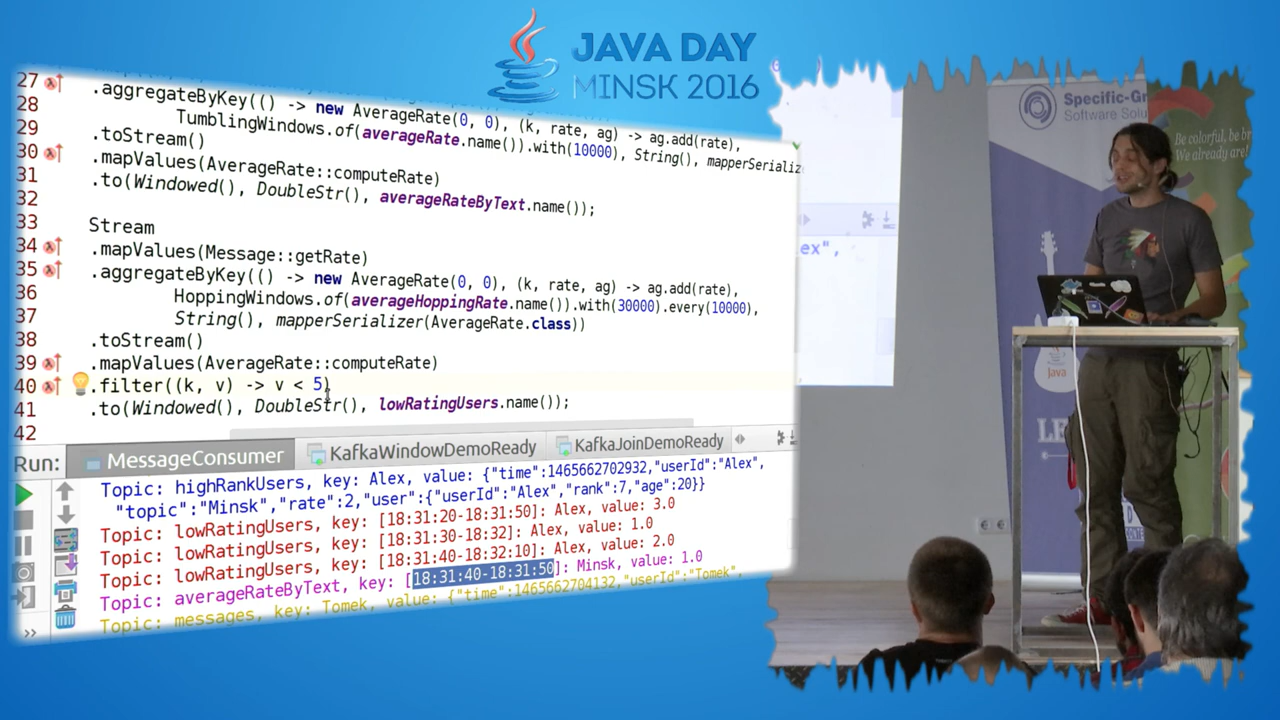 JAVA DAY
MINSK 2016
27 .aggregateByKey(() -> new AverageRate(0, 0), (k, rate, ag) -> ag.add(rate),
28 TumblingWindows.of(averageRate.name()).with(10000), String(), mapperSerializ
29 .toStream()
30 .mapValues(AverageRate::computeRate)
31 .to(Windowed(), DoubleStr(), averageRateByText.name());
32
33 Stream
34 .mapValues(Message::getRate)
35 .aggregateByKey(() -> new AverageRate(0, 0), (k, rate, ag) -> ag.add(rate),
36 HoppingWindows.of(averageHoppingRate.name()).with(30000).every(10000),
37 String(), mapperSerializer(AverageRate.class))
38 .toStream()
39 .mapValues(AverageRate::computeRate)
40 .filter((k, v) -> v < 5)
41 .to(Windowed(), DoubleStr(), lowRatingUsers.name());
42
Run: MessageConsumer KafkaWindowDemoReady KafkaJoinDemoReady
Topic: highRankUsers, key: Alex, value: {"time":1465662702932,"userId":"Alex",
"topic":"Minsk","rate":2,"user":{"userId":"Alex","rank":7,"age":20}}
Topic: lowRatingUsers, key: [18:31:20-18:31:50]: Alex, value: 3.0
Topic: lowRatingUsers, key: [18:31:30-18:32]: Alex, value: 1.0
Topic: lowRatingUsers, key: [18:31:40-18:32:10]: Alex, value: 2.0
Topic: averageRateByText, key: [18:31:40-18:31:50]: Minsk, value: 1.0
Topic: messages, key: Tomek, value: {"time":1465662704132,"userId":"Tomek",
ex",
Specific-Gr
Software Solu
Be colorful, be br
We already are!
LE